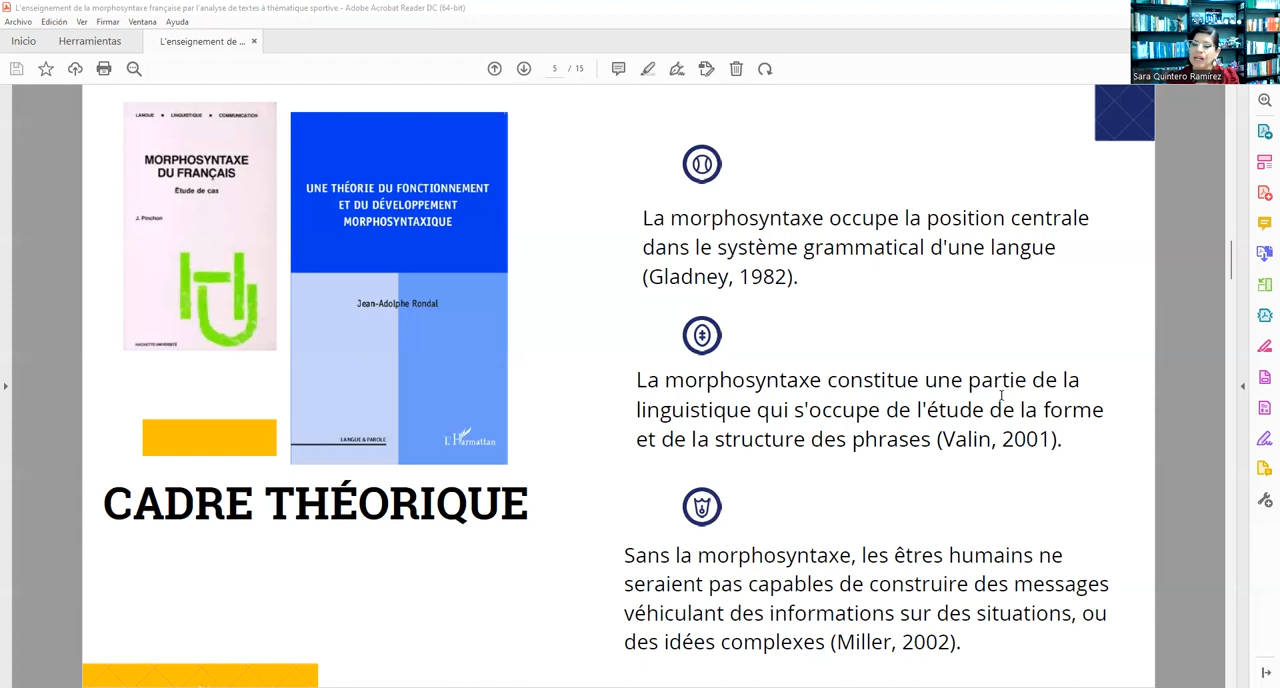 L'enseignement de la morphosyntaxe française par l'analyse de textes à thématique sportive - Adobe Acrobat Reader DC (64-bit)
Archivo Edición Ver Firmar Ventana Ayuda
Inicio Herramientas L'enseignement de ... ×
5 / 15
Sara Quintero Ramírez
LANGUE • LINGUISTIQUE • COMMUNICATION
MORPHOSYNTAXE
DU FRANÇAIS
Étude de cas
J. Pinchon
HACHETTE UNIVERSITÉ
UNE THÉORIE DU FONCTIONNEMENT
ET DU DÉVELOPPEMENT
MORPHOSYNTAXIQUE
Jean-Adolphe Rondal
LANGUE & PAROLE
L'Harmattan
CADRE THÉORIQUE
La morphosyntaxe occupe la position centrale
dans le système grammatical d'une langue
(Gladney, 1982).
La morphosyntaxe constitue une partie de la
linguistique qui s'occupe de l'étude de la forme
et de la structure des phrases (Valin, 2001).
Sans la morphosyntaxe, les êtres humains ne
seraient pas capables de construire des messages
véhiculant des informations sur des situations, ou
des idées complexes (Miller, 2002).